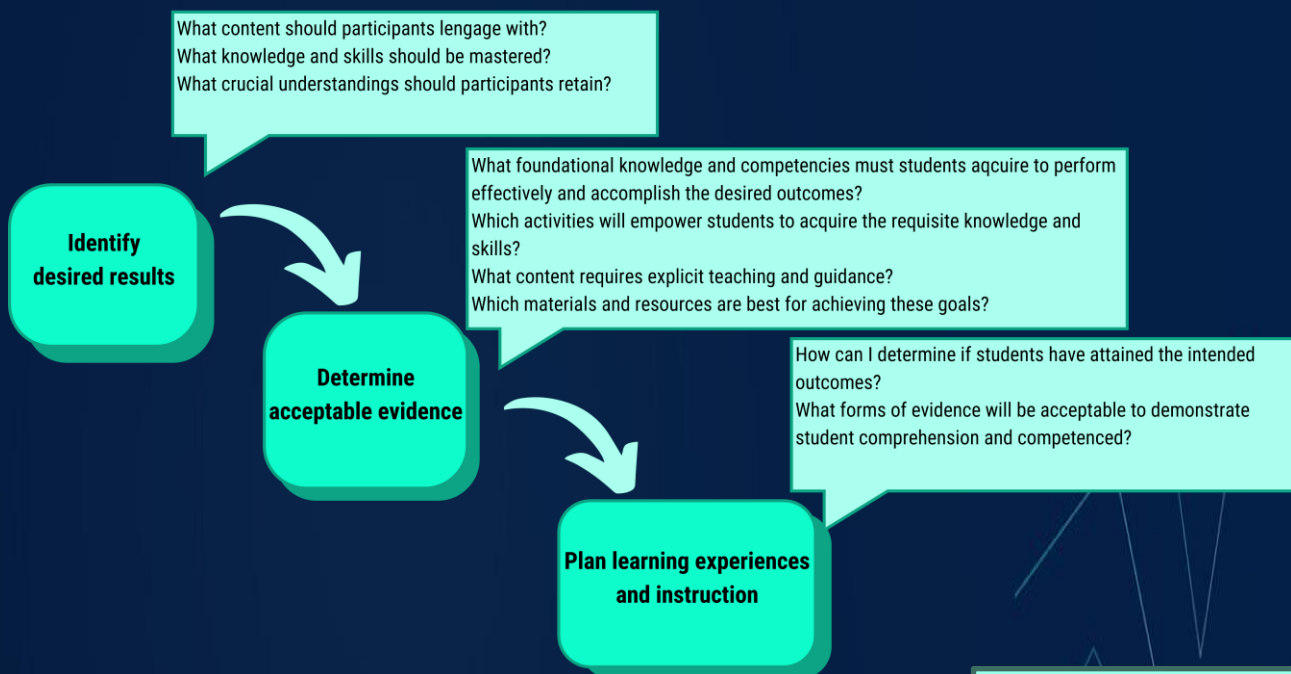 What content should participants lengage with?
What knowledge and skills should be mastered?
What crucial understandings should participants retain?
Identify
desired results
What foundational knowledge and competencies must students aqcuire to perform
effectively and accomplish the desired outcomes?
Which activities will empower students to acquire the requisite knowledge and
skills?
What content requires explicit teaching and guidance?
Which materials and resources are best for achieving these goals?
Determine
acceptable evidence
How can I determine if students have attained the intended
outcomes?
What forms of evidence will be acceptable to demonstrate
student comprehension and competenced?
Plan learning experiences
and instruction